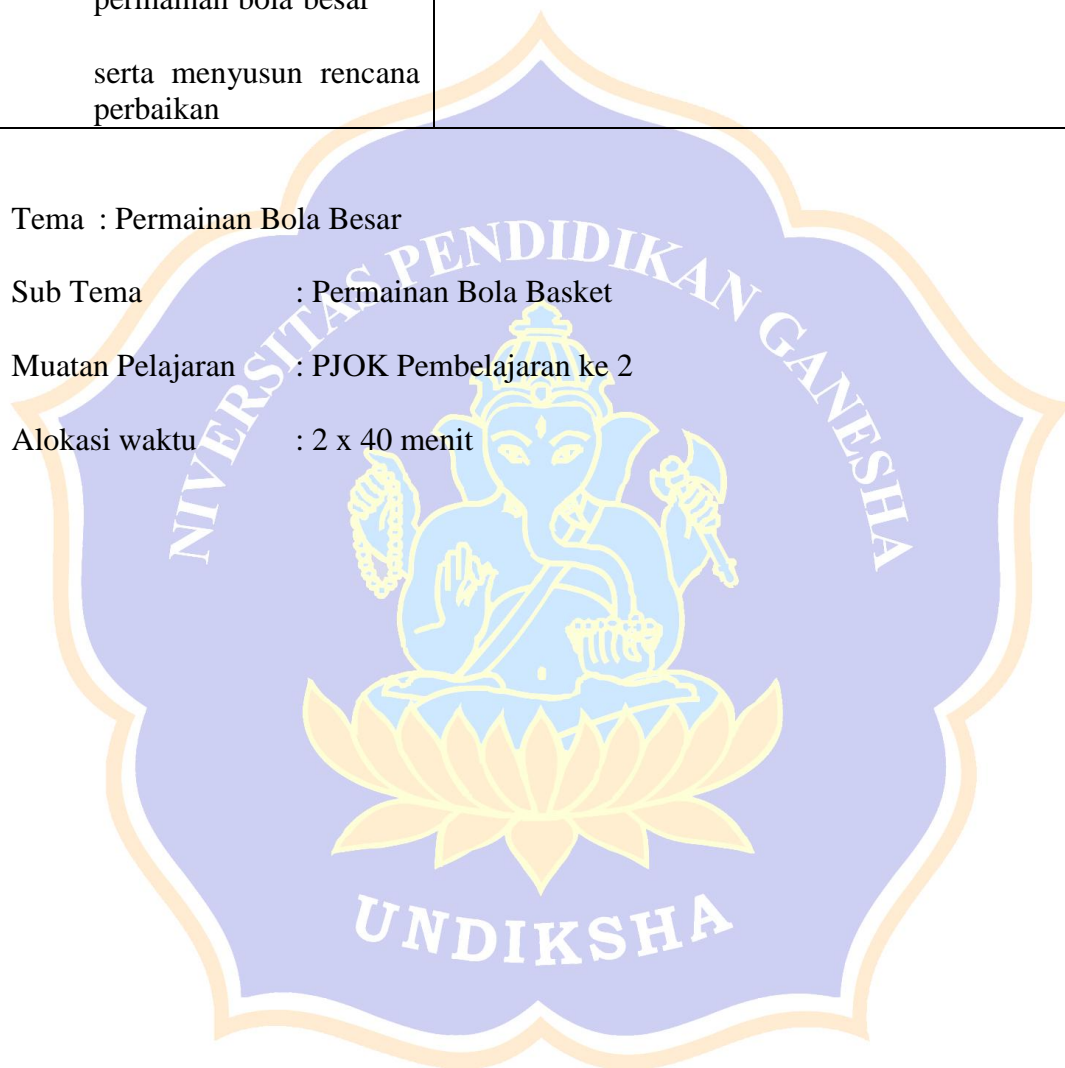 permainan bola besar
serta menyusun rencana
perbaikan
Tema : Permainan Bola Besar
Sub Tema : Permainan Bola Basket
Muatan Pelajaran : PJOK Pembelajaran ke 2
Alokasi waktu : 2 x 40 menit
NIVERSITAS PENDIDIKAN GANESHA
UNDIKSHA